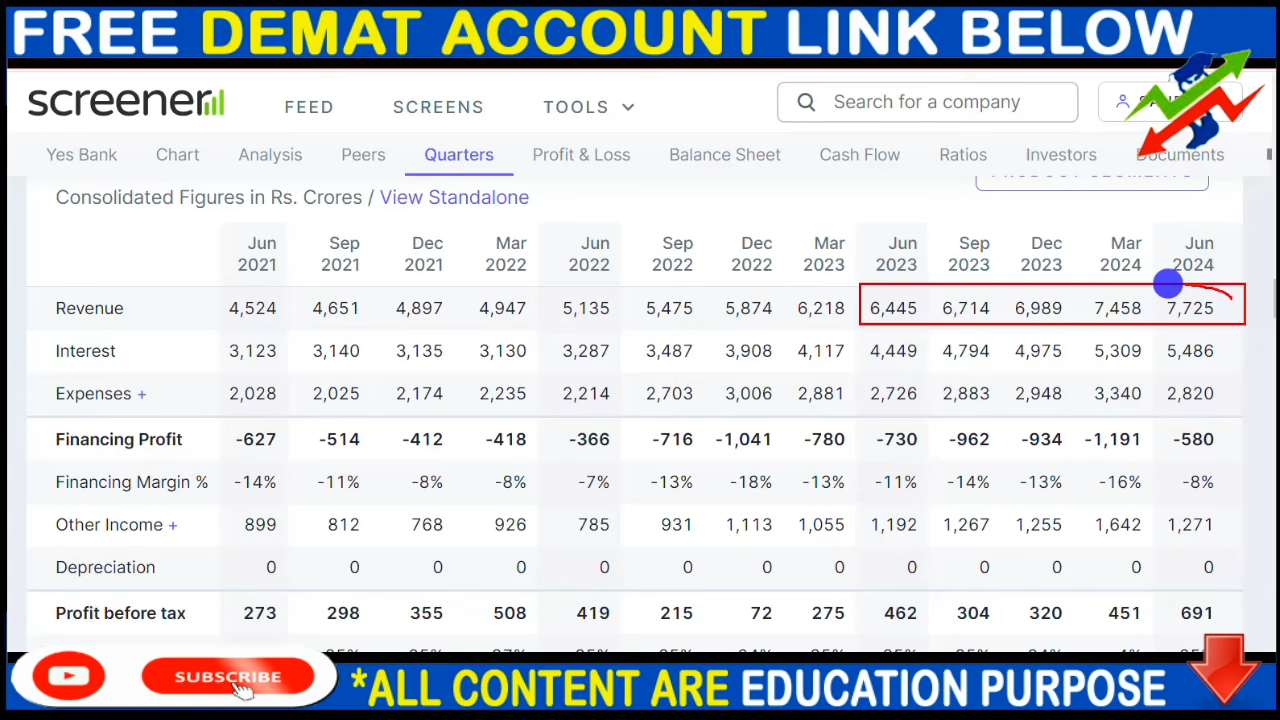 FREE DEMAT ACCOUNT LINK BELOW
screener FEED SCREENS TOOLS Search for a company
Yes Bank Chart Analysis Peers Quarters Profit & Loss Balance Sheet Cash Flow Ratios Investors Documents
Consolidated Figures in Rs. Crores / View Standalone PRODUCT SEGMENTS
Jun 2021 Sep 2021 Dec 2021 Mar 2022 Jun 2022 Sep 2022 Dec 2022 Mar 2023 Jun 2023 Sep 2023 Dec 2023 Mar 2024 Jun 2024
Revenue 4,524 4,651 4,897 4,947 5,135 5,475 5,874 6,218 6,445 6,714 6,989 7,458 7,725
Interest 3,123 3,140 3,135 3,130 3,287 3,487 3,908 4,117 4,449 4,794 4,975 5,309 5,486
Expenses + 2,028 2,025 2,174 2,235 2,214 2,703 3,006 2,881 2,726 2,883 2,948 3,340 2,820
Financing Profit -627 -514 -412 -418 -366 -716 -1,041 -780 -730 -962 -934 -1,191 -580
Financing Margin % -14% -11% -8% -8% -7% -13% -18% -13% -11% -14% -13% -16% -8%
Other Income + 899 812 768 926 785 931 1,113 1,055 1,192 1,267 1,255 1,642 1,271
Depreciation 0 0 0 0 0 0 0 0 0 0 0 0 0
Profit before tax 273 298 355 508 419 215 72 275 462 304 320 451 691
SUBSCRIBE
*ALL CONTENT ARE EDUCATION PURPOSE